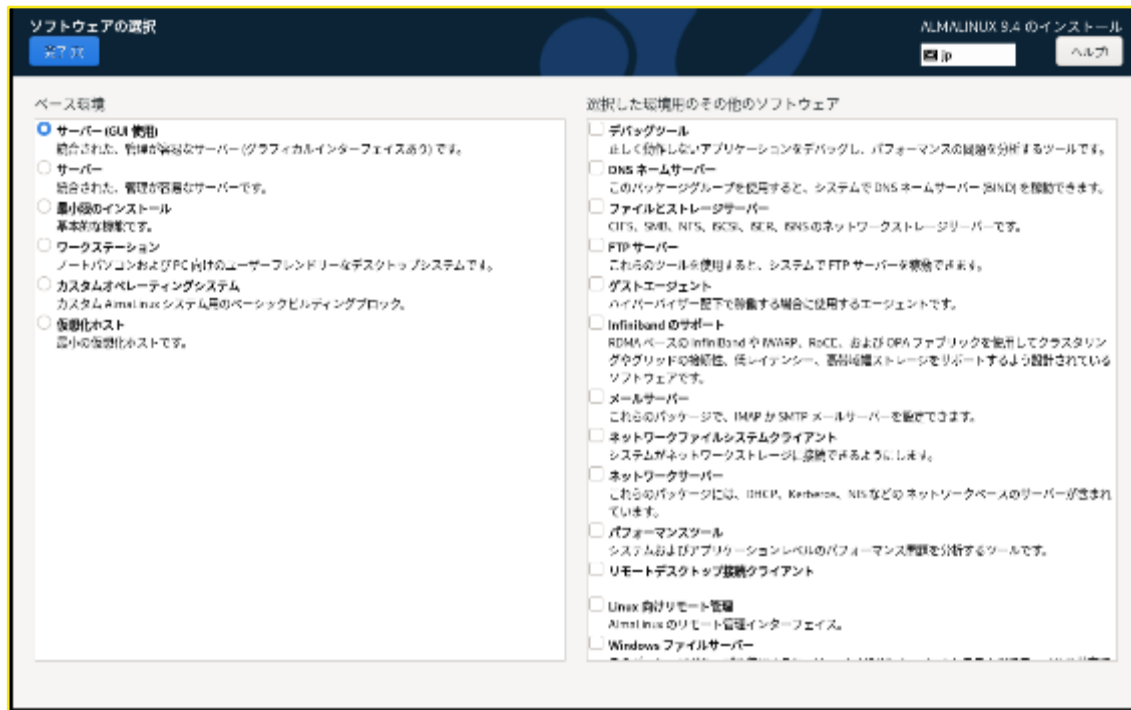 ソフトウェアの選択
ALMALINUX 9.4 のインストール
完了(D)
jp
ヘルプ!
ベース環境
選択した環境用のその他のソフトウェア
サーバー (GUI 使用)
統合された、管理が容易なサーバー (グラフィカルインターフェイスあり) です。
サーバー
統合された、管理が容易なサーバーです。
最小限のインストール
基本的な機能です。
ワークステーション
ノートパソコンおよび PC 向けのユーザーフレンドリーなデスクトップシステムです。
カスタムオペレーティングシステム
カスタム AlmaLinux システム用のベーシックビルディングブロック。
仮想化ホスト
最小の仮想化ホストです。
デバッグツール
正しく動作しないアプリケーションをデバッグし、パフォーマンスの問題を分析するツールです。
DNS ネームサーバー
このパッケージグループを使用すると、システムで DNS ネームサーバー (BIND) を稼動できます。
ファイルとストレージサーバー
CIFS、SMB、NFS、iSCSI、iSER、iSNS のネットワークストレージサーバーです。
FTP サーバー
これらのツールを使用すると、システムで FTP サーバーを稼動できます。
ゲストエージェント
ハイパーバイザー配下で稼働する場合に使用するエージェントです。
Infiniband のサポート
RDMA ベースの InfiniBand や iWARP、RoCE、および OPA ファブリックを使用してクラスタリン
グやグリッドの接続性、低レイテンシー、高帯域幅ストレージをサポートするよう設計されている
ソフトウェアです。
メールサーバー
これらのパッケージで、IMAP か SMTP メールサーバーを設定できます。
ネットワークファイルシステムクライアント
システムがネットワークストレージに接続できるようにします。
ネットワークサーバー
これらのパッケージには、DHCP、Kerberos、NIS などの ネットワークベースのサーバーが含まれ
ています。
パフォーマンスツール
システムおよびアプリケーションレベルのパフォーマンス問題を分析するツールです。
リモートデスクトップ接続クライアント
Linux 向けリモート管理
AlmaLinux のリモート管理インターフェイス。
Windows ファイルサーバー